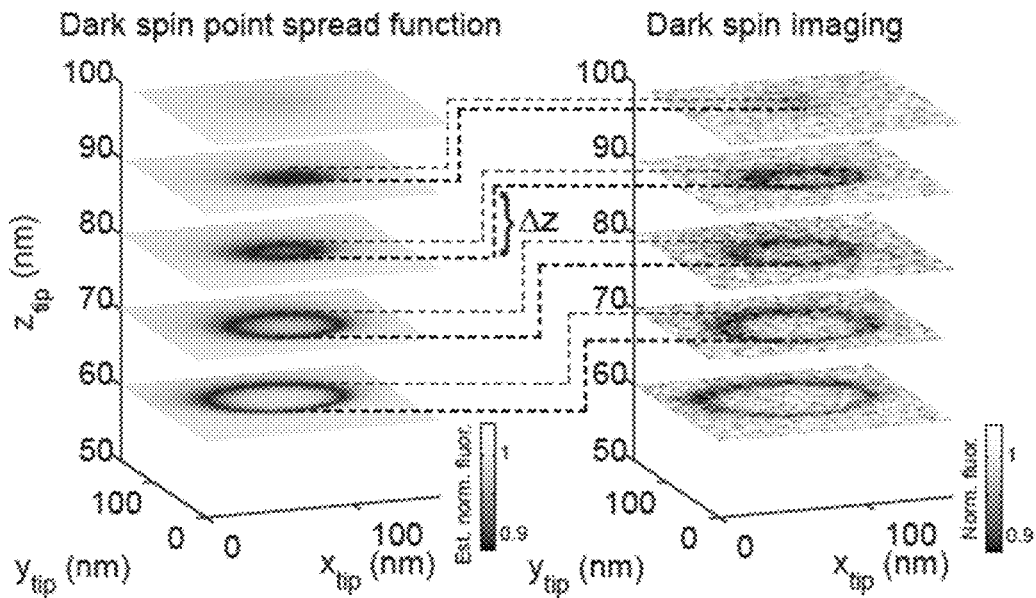 Dark spin point spread function
Dark spin imaging
100
90
80
70
60
50
z_tip (nm)
100
0
y_tip (nm)
0
100
x_tip (nm)
Est. norm. fluor.
1
0.9
Δz
100
90
80
70
60
50
100
0
y_tip (nm)
0
100
x_tip (nm)
Norm. fluor.
1
0.9